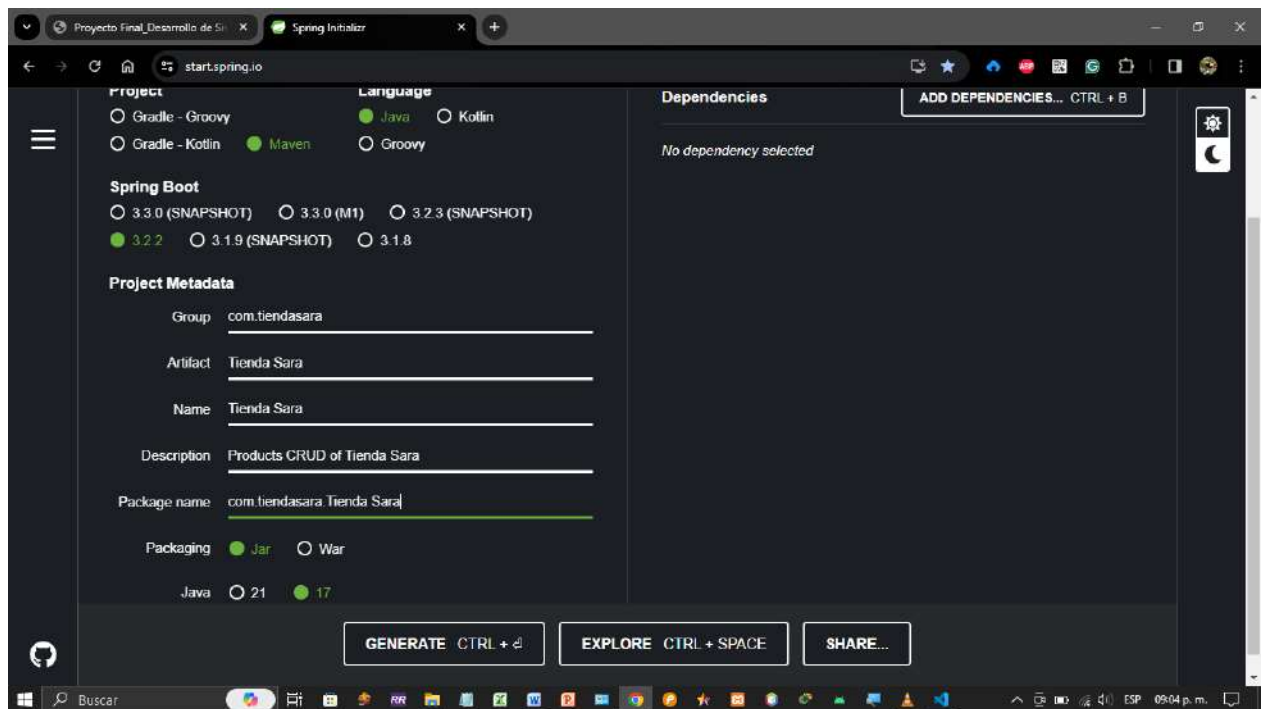 Proyecto Final_Desarrollo de Si
Spring Initializr
start.spring.io
Project
Language
Gradle - Groovy
Java
Kotlin
Gradle - Kotlin
Maven
Groovy
Spring Boot
3.3.0 (SNAPSHOT)
3.3.0 (M1)
3.2.3 (SNAPSHOT)
3.2.2
3.1.9 (SNAPSHOT)
3.1.8
Project Metadata
Group com.tiendasara
Artifact Tienda Sara
Name Tienda Sara
Description Products CRUD of Tienda Sara
Package name com.tiendasara.Tienda Sara
Packaging Jar War
Java 21 17
Dependencies
ADD DEPENDENCIES... CTRL + B
No dependency selected
GENERATE CTRL + ⏎
EXPLORE CTRL + SPACE
SHARE...
Buscar
ESP
09:04 p. m.